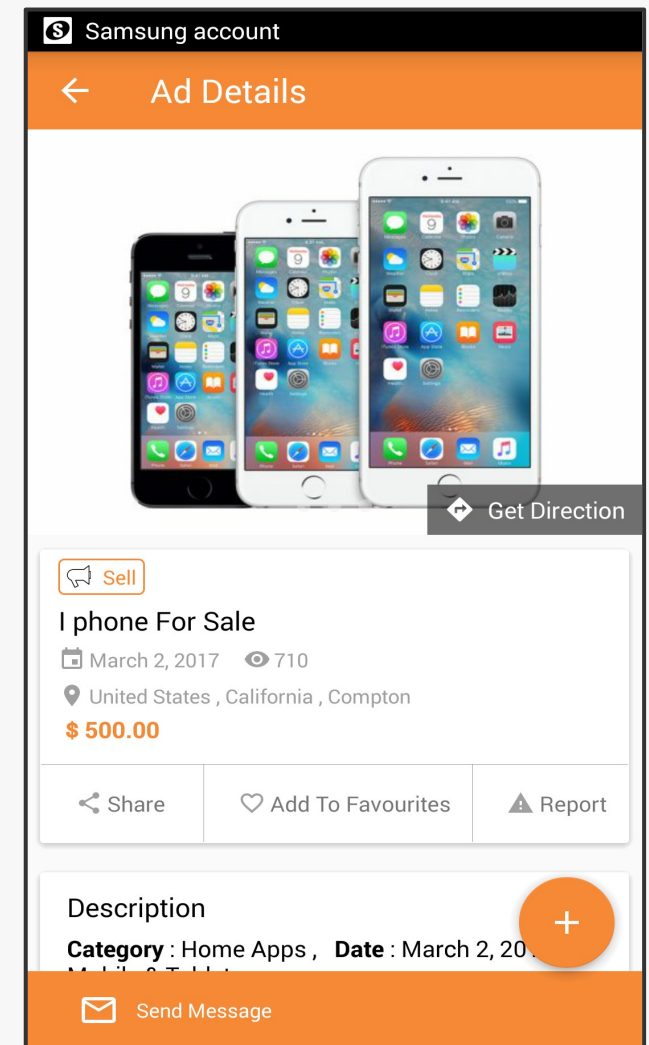 Samsung account
Ad Details
Get Direction
Sell
I phone For Sale
March 2, 2017 710
United States , California , Compton
$ 500.00
Share Add To Favourites Report
Description
Category : Home Apps , Date : March 2, 20
Send Message